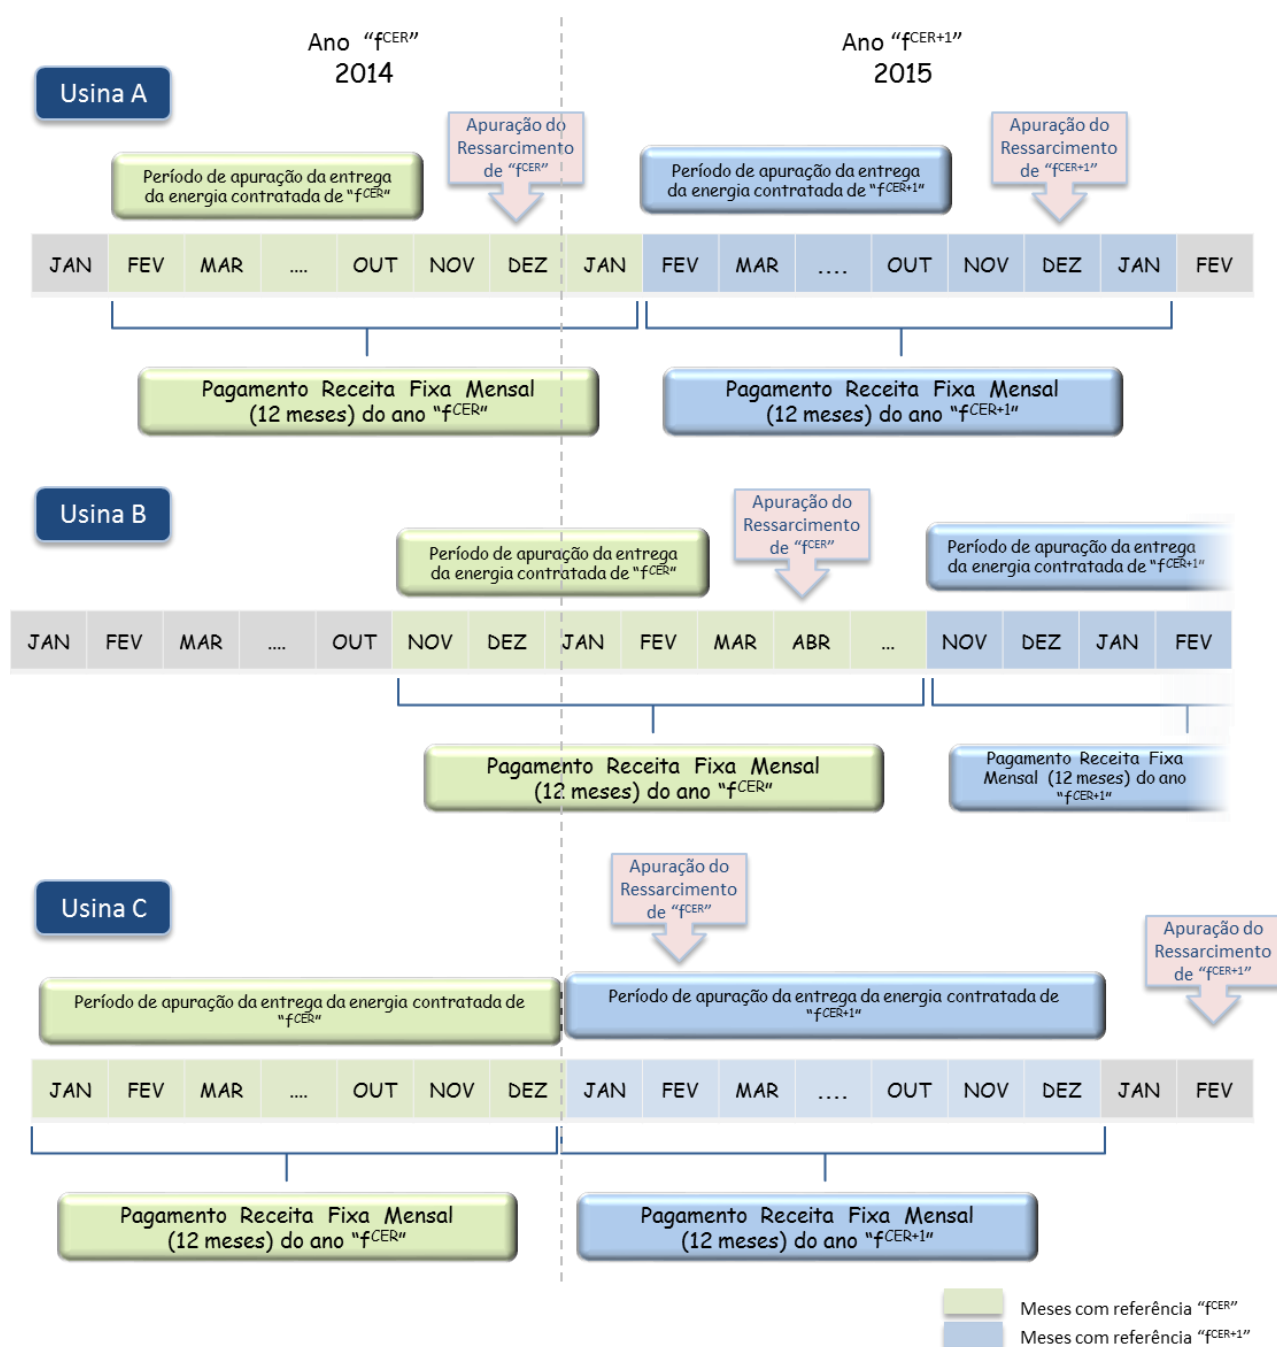 Ano “fCER”
2014
Ano “fCER+1”
2015
Usina A
Apuração do
Ressarcimento
de “fCER”
Apuração do
Ressarcimento
de “fCER+1”
Período de apuração da entrega
da energia contratada de “fCER”
Período de apuração da entrega
da energia contratada de “fCER+1”
JAN FEV MAR .... OUT NOV DEZ JAN FEV MAR .... OUT NOV DEZ JAN FEV
Pagamento Receita Fixa Mensal
(12 meses) do ano “fCER”
Pagamento Receita Fixa Mensal
(12 meses) do ano “fCER+1”
Usina B
Apuração do
Ressarcimento
de “fCER”
Período de apuração da entrega
da energia contratada de “fCER”
Período de apuração da entrega
da energia contratada de “fCER+1”
JAN FEV MAR .... OUT NOV DEZ JAN FEV MAR ABR ... NOV DEZ JAN FEV
Pagamento Receita Fixa Mensal
(12 meses) do ano “fCER”
Pagamento Receita Fixa
Mensal (12 meses) do ano
“fCER+1”
Usina C
Apuração do
Ressarcimento
de “fCER”
Apuração do
Ressarcimento
de “fCER+1”
Período de apuração da entrega da energia contratada de
“fCER”
Período de apuração da entrega da energia contratada de
“fCER+1”
JAN FEV MAR .... OUT NOV DEZ JAN FEV MAR .... OUT NOV DEZ JAN FEV
Pagamento Receita Fixa Mensal
(12 meses) do ano “fCER”
Pagamento Receita Fixa Mensal
(12 meses) do ano “fCER+1”
Meses com referência “fCER”
Meses com referência “fCER+1”